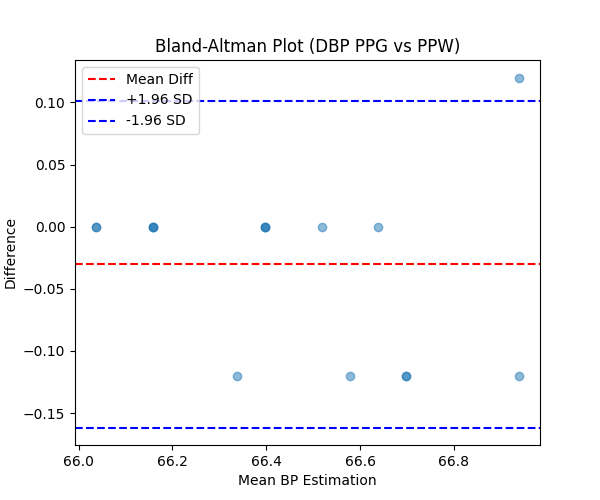 Bland-Altman Plot (DBP PPG vs PPW)
Mean Diff
+1.96 SD
-1.96 SD
0.10
0.05
0.00
−0.05
−0.10
−0.15
Difference
66.0 66.2 66.4 66.6 66.8
Mean BP Estimation